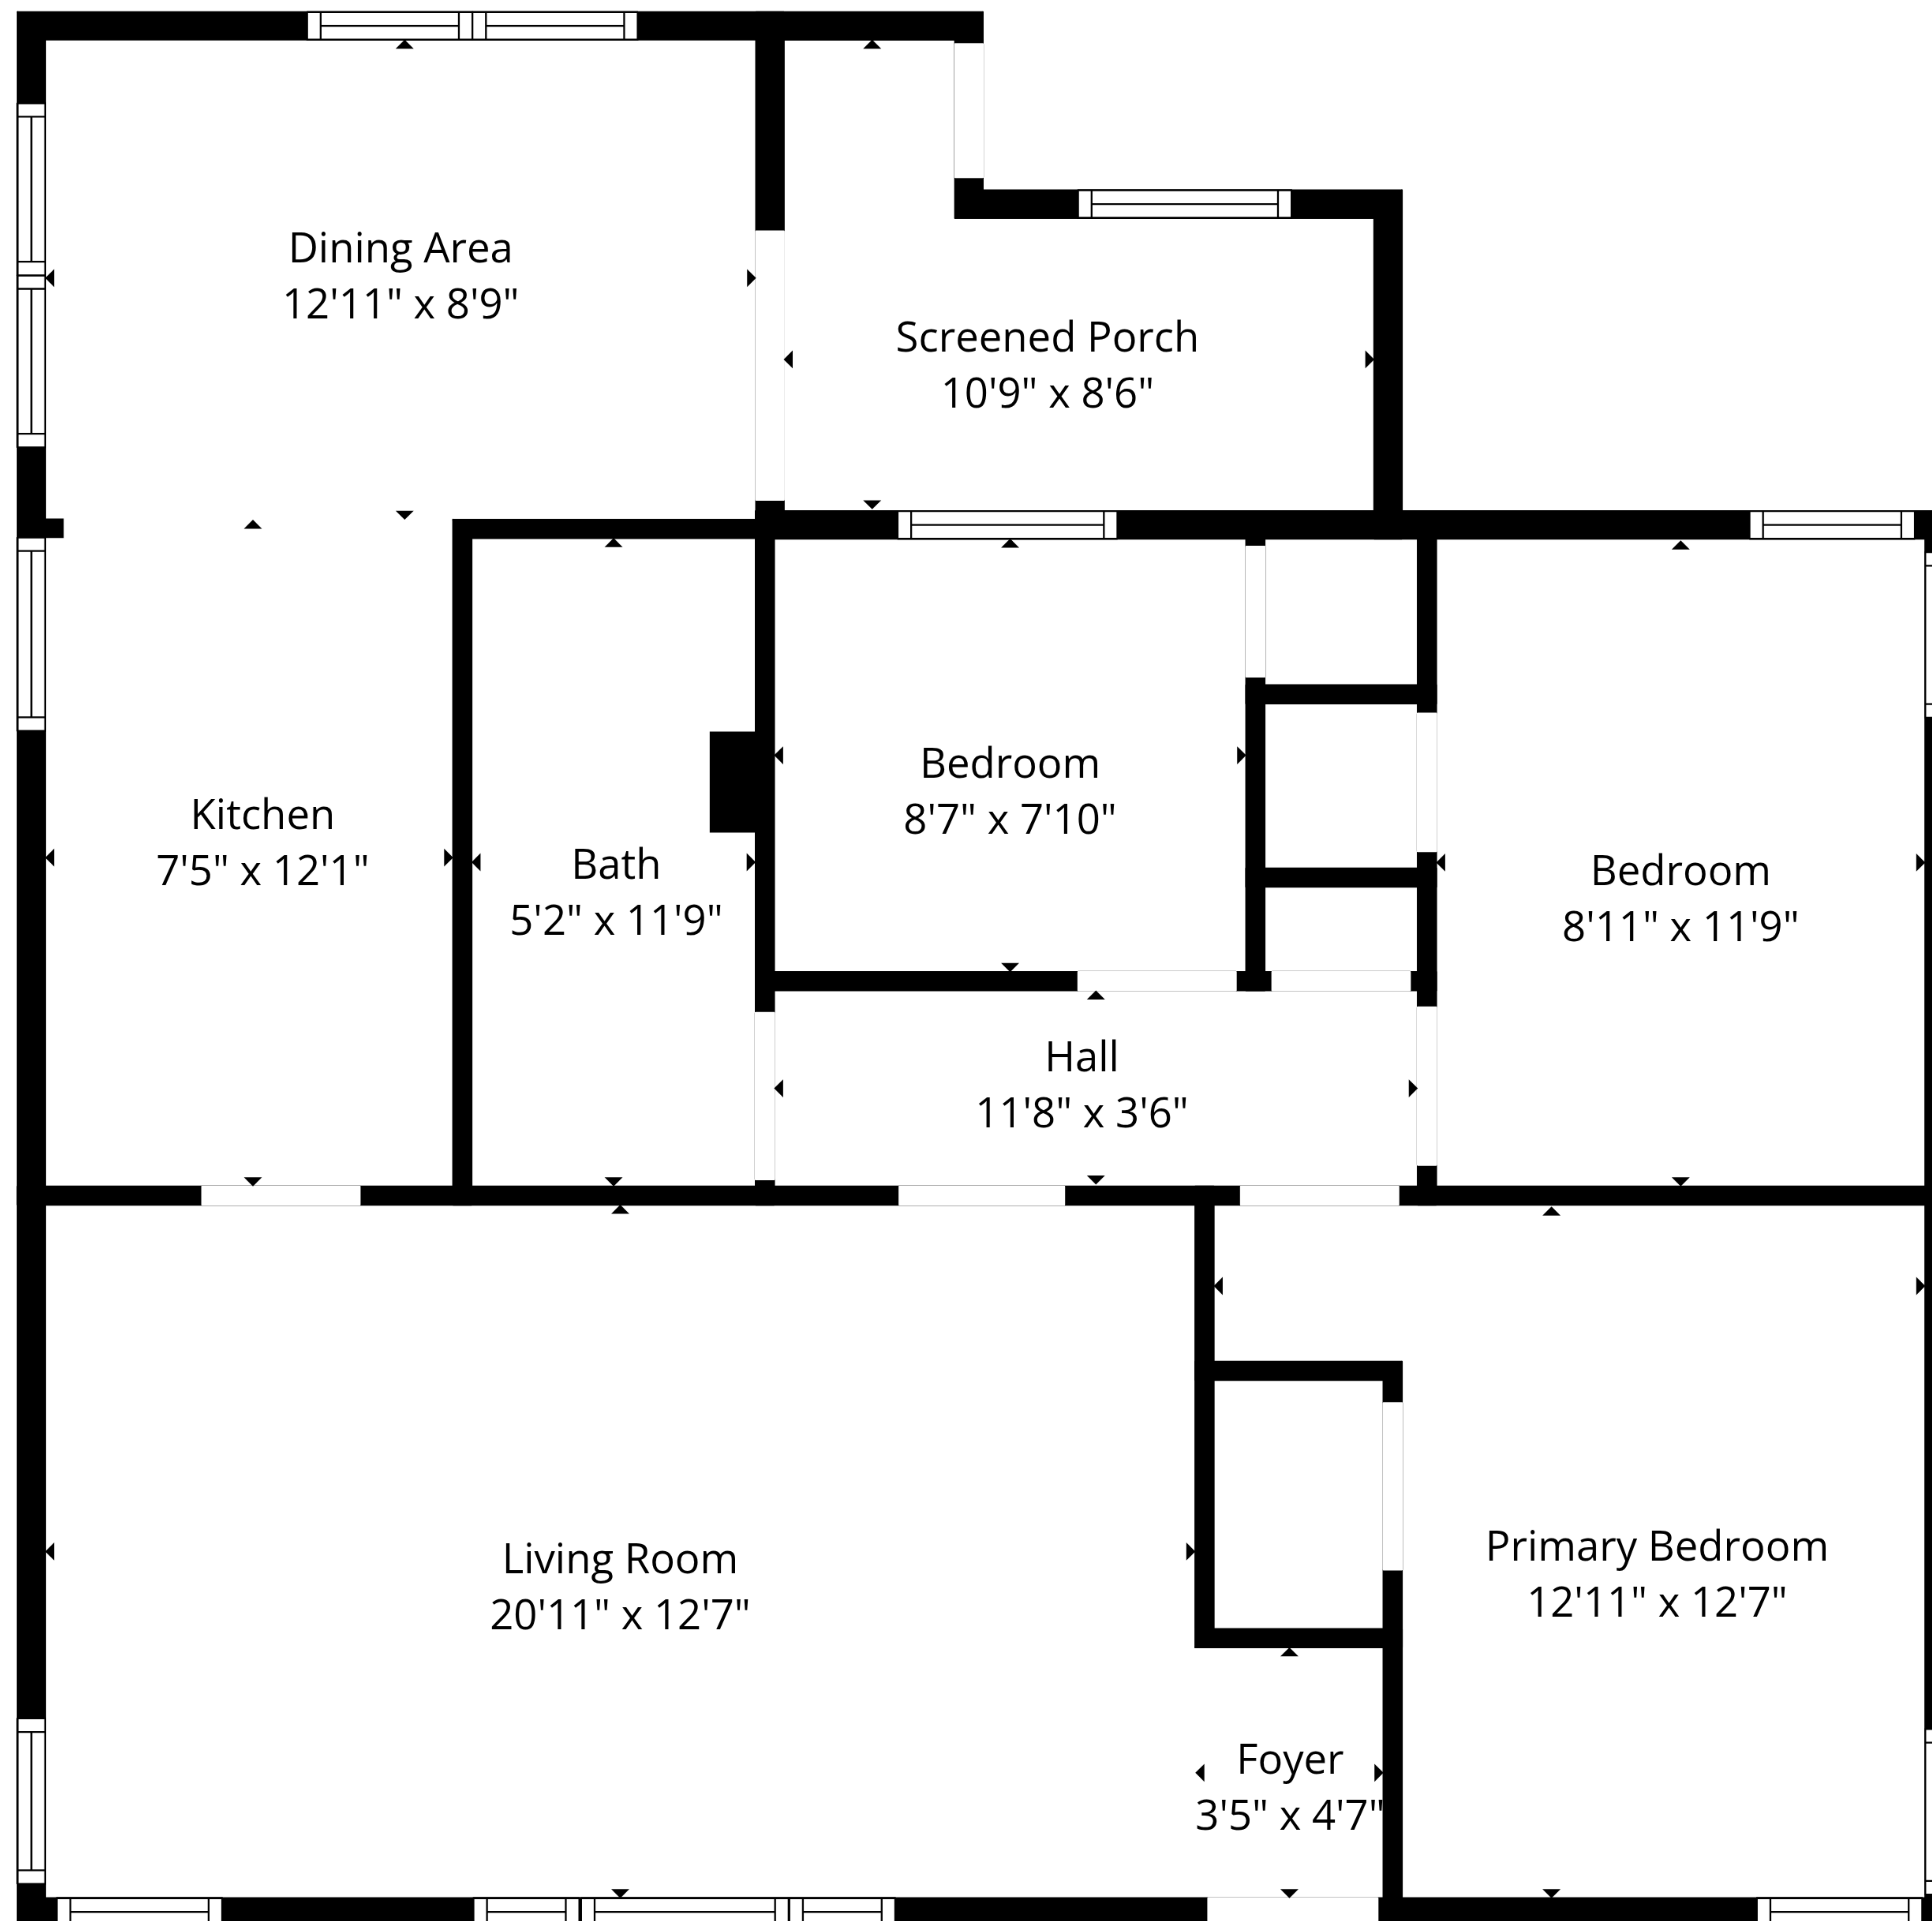 Dining Area
12'11" x 8'9"
Screened Porch
10'9" x 8'6"
Kitchen
7'5" x 12'1"
Bath
5'2" x 11'9"
Bedroom
8'7" x 7'10"
Bedroom
8'11" x 11'9"
Hall
11'8" x 3'6"
Living Room
20'11" x 12'7"
Primary Bedroom
12'11" x 12'7"
Foyer
3'5" x 4'7"